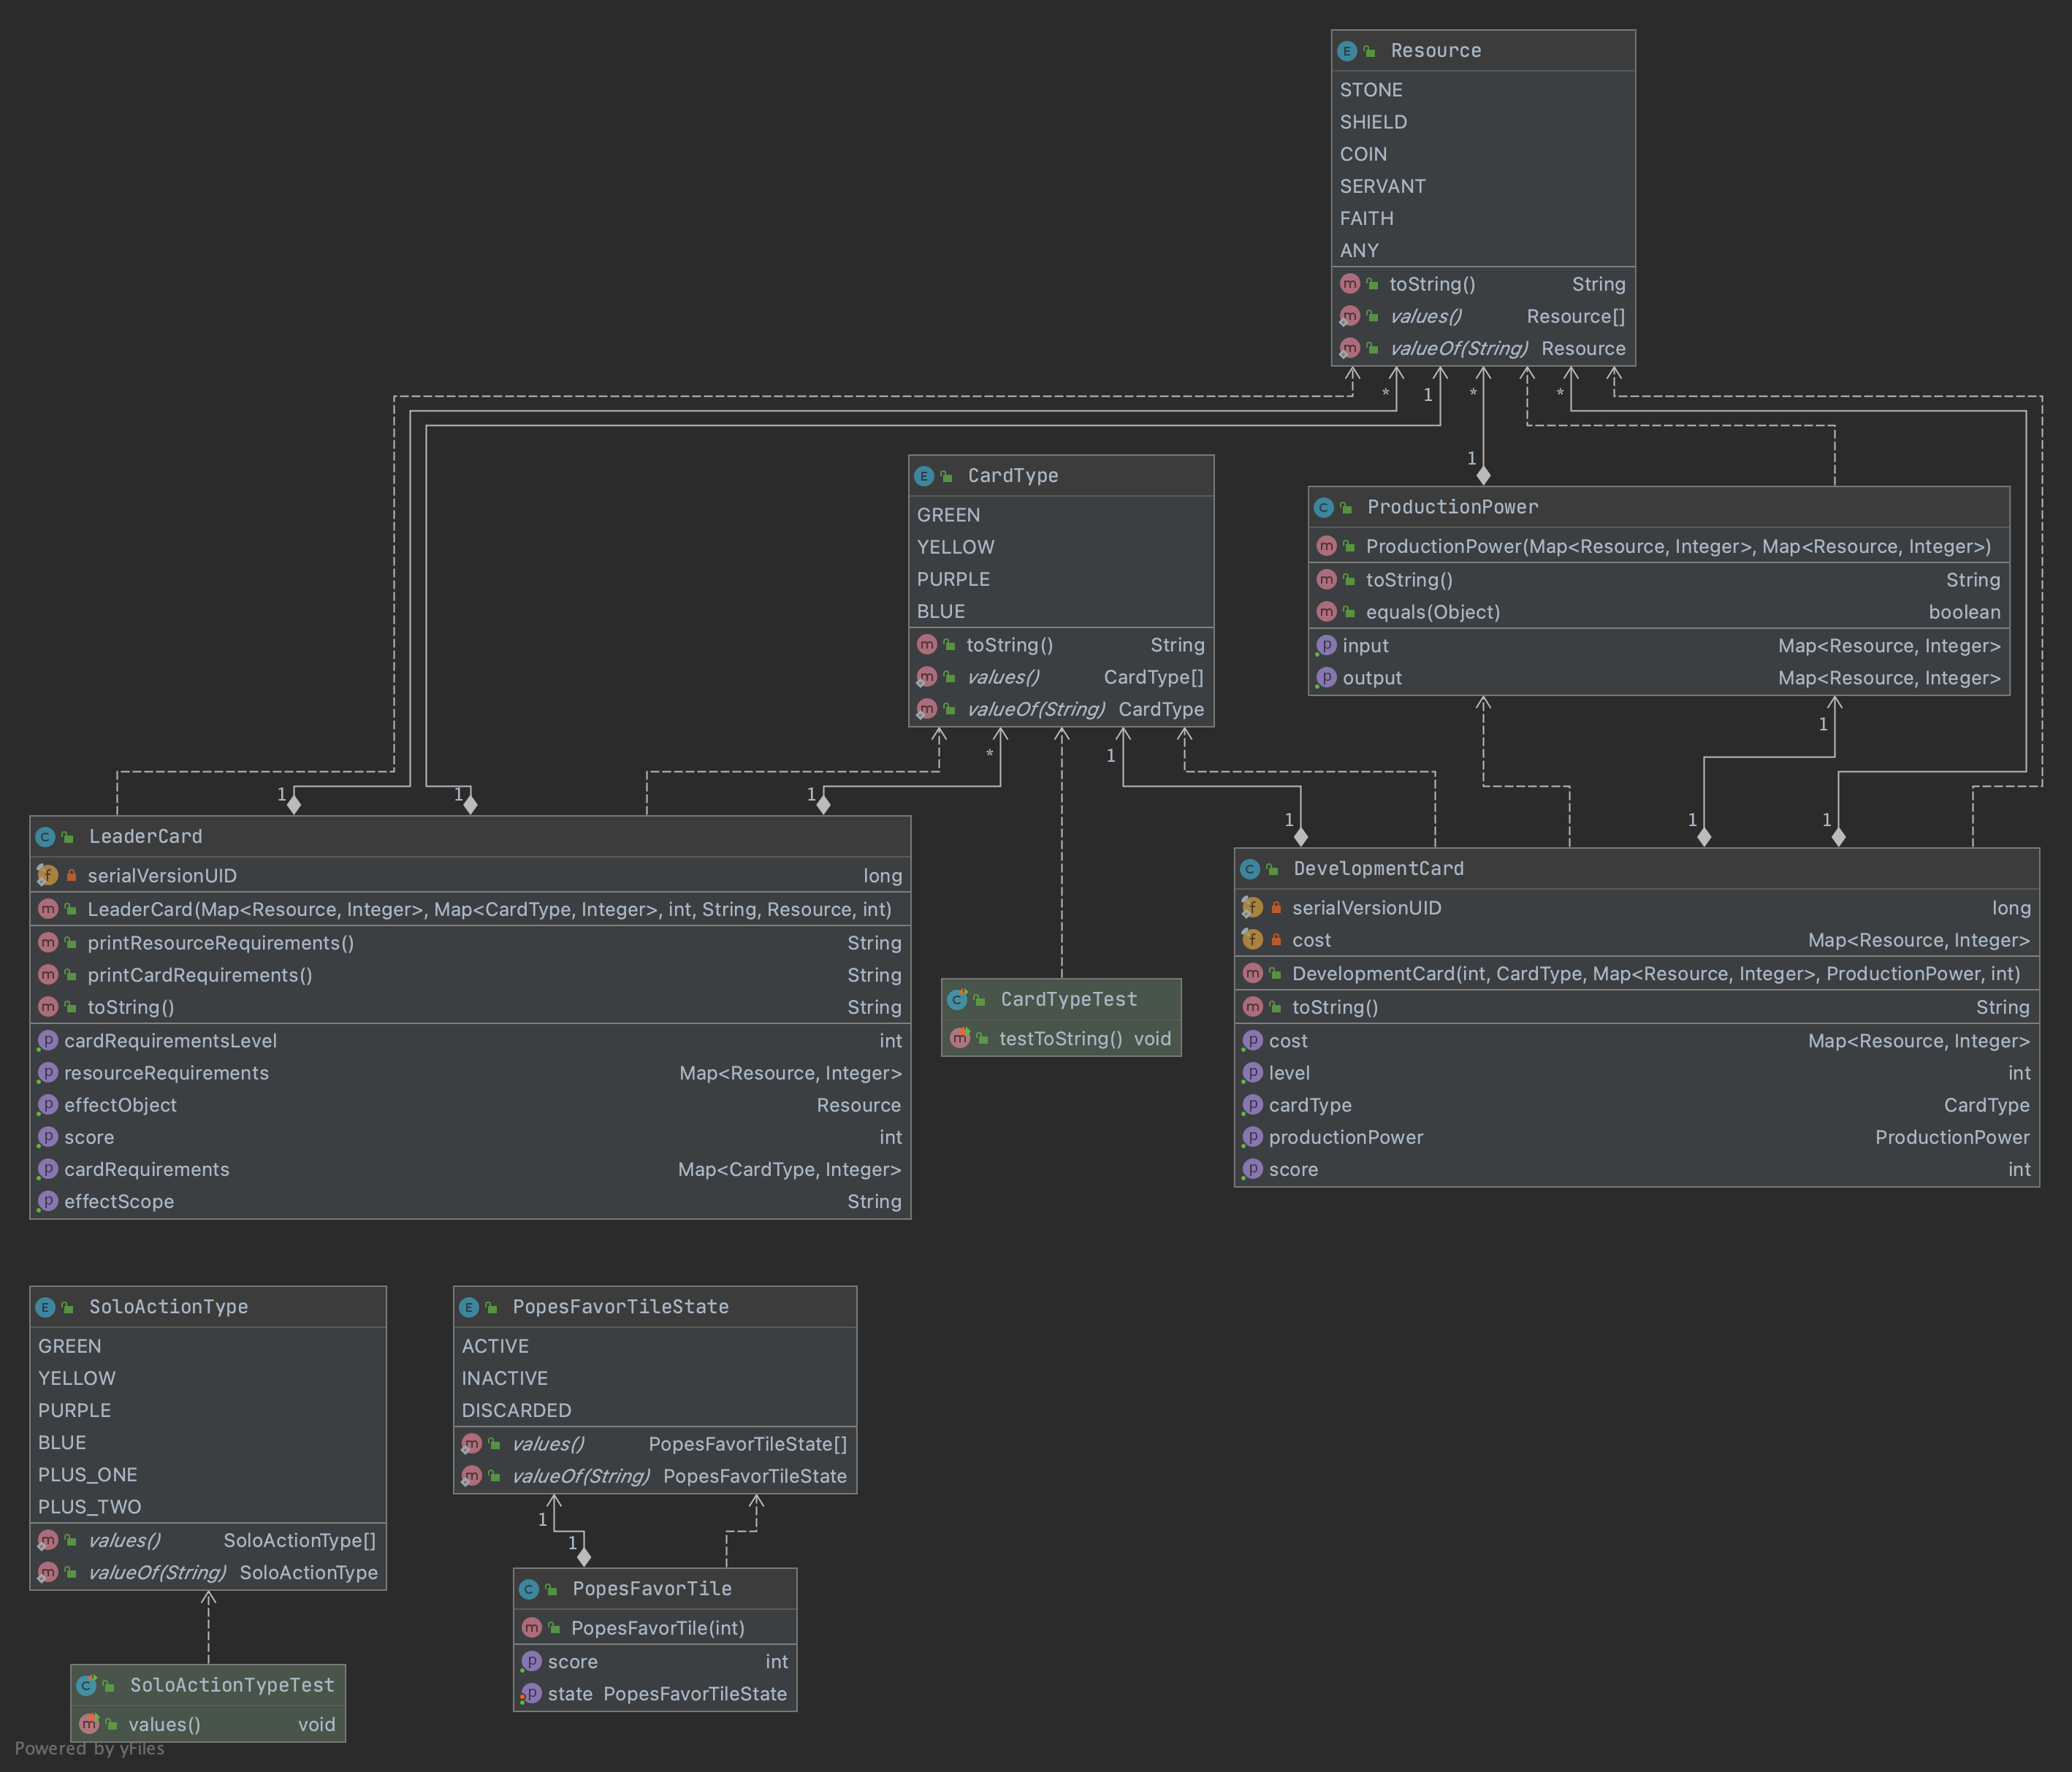 Resource
STONE
SHIELD
COIN
SERVANT
FAITH
ANY
toString() String
values() Resource[]
valueOf(String) Resource
* 1 * *
1
CardType
GREEN
YELLOW
PURPLE
BLUE
toString() String
values() CardType[]
valueOf(String) CardType
ProductionPower
ProductionPower(Map<Resource, Integer>, Map<Resource, Integer>)
toString() String
equals(Object) boolean
input Map<Resource, Integer>
output Map<Resource, Integer>
* 1 1
1 1 1 1 1 1
LeaderCard
serialVersionUID long
LeaderCard(Map<Resource, Integer>, Map<CardType, Integer>, int, String, Resource, int)
printResourceRequirements() String
printCardRequirements() String
toString() String
cardRequirementsLevel int
resourceRequirements Map<Resource, Integer>
effectObject Resource
score int
cardRequirements Map<CardType, Integer>
effectScope String
CardTypeTest
testToString() void
DevelopmentCard
serialVersionUID long
cost Map<Resource, Integer>
DevelopmentCard(int, CardType, Map<Resource, Integer>, ProductionPower, int)
toString() String
cost Map<Resource, Integer>
level int
cardType CardType
productionPower ProductionPower
score int
SoloActionType
GREEN
YELLOW
PURPLE
BLUE
PLUS_ONE
PLUS_TWO
values() SoloActionType[]
valueOf(String) SoloActionType
SoloActionTypeTest
values() void
PopesFavorTileState
ACTIVE
INACTIVE
DISCARDED
values() PopesFavorTileState[]
valueOf(String) PopesFavorTileState
1
1
PopesFavorTile
PopesFavorTile(int)
score int
state PopesFavorTileState
Powered by yFiles